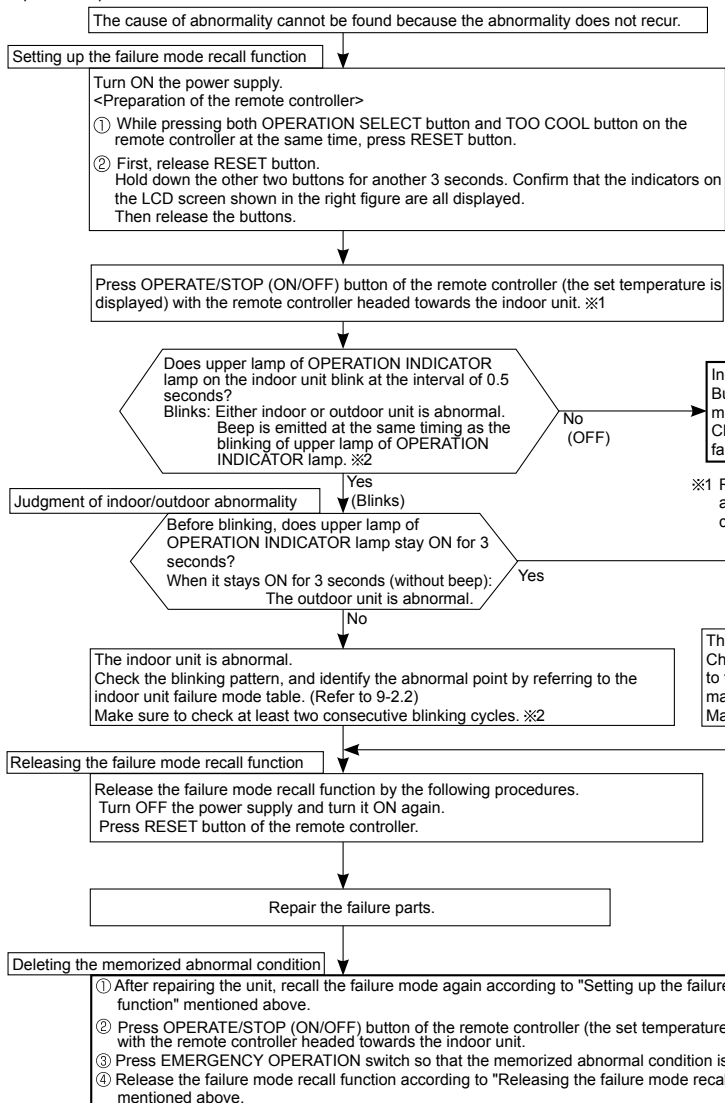 The cause of abnormality cannot be found because the abnormality does not recur.
Setting up the failure mode recall function
Turn ON the power supply.
<Preparation of the remote controller>
① While pressing both OPERATION SELECT button and TOO COOL button on the
remote controller at the same time, press RESET button.
② First, release RESET button.
Hold down the other two buttons for another 3 seconds. Confirm that the indicators on
the LCD screen shown in the right figure are all displayed.
Then release the buttons.
Press OPERATE/STOP (ON/OFF) button of the remote controller (the set temperature is
displayed) with the remote controller headed towards the indoor unit. ※1
Does upper lamp of OPERATION INDICATOR
lamp on the indoor unit blink at the interval of 0.5
seconds?
Blinks: Either indoor or outdoor unit is abnormal.
Beep is emitted at the same timing as the
blinking of upper lamp of OPERATION
INDICATOR lamp. ※2
No
(OFF)
※1
Yes
(Blinks)
Judgment of indoor/outdoor abnormality
Before blinking, does upper lamp of
OPERATION INDICATOR lamp stay ON for 3
seconds?
When it stays ON for 3 seconds (without beep):
The outdoor unit is abnormal.
Yes
No
The indoor unit is abnormal.
Check the blinking pattern, and identify the abnormal point by referring to the
indoor unit failure mode table. (Refer to 9-2.2)
Make sure to check at least two consecutive blinking cycles. ※2
Releasing the failure mode recall function
Release the failure mode recall function by the following procedures.
Turn OFF the power supply and turn it ON again.
Press RESET button of the remote controller.
Repair the failure parts.
Deleting the memorized abnormal condition
① After repairing the unit, recall the failure mode again according to "Setting up the failure
function" mentioned above.
② Press OPERATE/STOP (ON/OFF) button of the remote controller (the set temperature
with the remote controller headed towards the indoor unit.
③ Press EMERGENCY OPERATION switch so that the memorized abnormal condition is
④ Release the failure mode recall function according to "Releasing the failure mode
mentioned above.